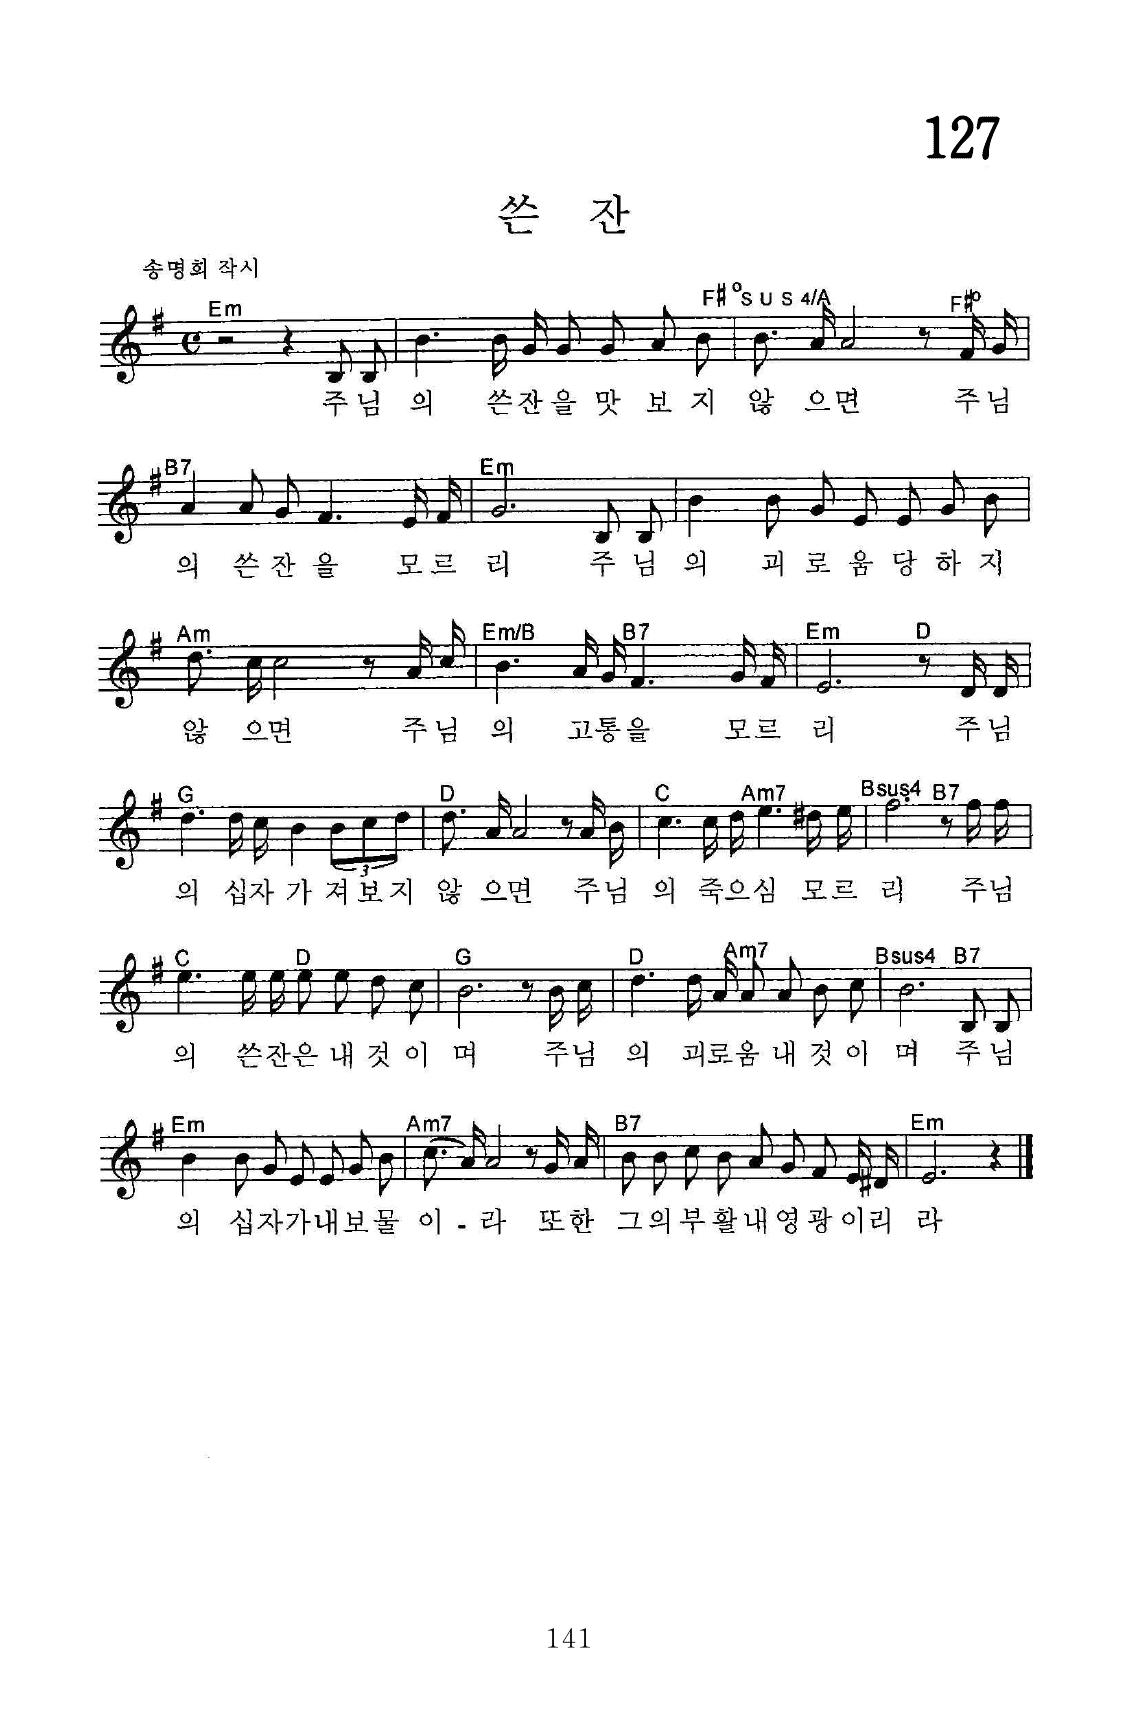 127
쓴 잔
송명희 작시
Em F#°sus4/A F#°
주님의 쓴잔을 맛보지 않으면 주님
B7 Em
의 쓴잔을 모르리 주님의 괴로움당하지
Am Em/B B7 Em D
않으면 주님의 고통을 모르리 주님
G D C Am7 Bsus4 B7
3
의 십자가 져보지 않으면 주님의 죽으심 모르리 주님
C D G D Am7 Bsus4 B7
의 쓴잔은내것이며 주님의 괴로움내것이며 주님
Em Am7 B7 Em
의 십자가내보물이-라 또한 그의부활내영광이리라
141